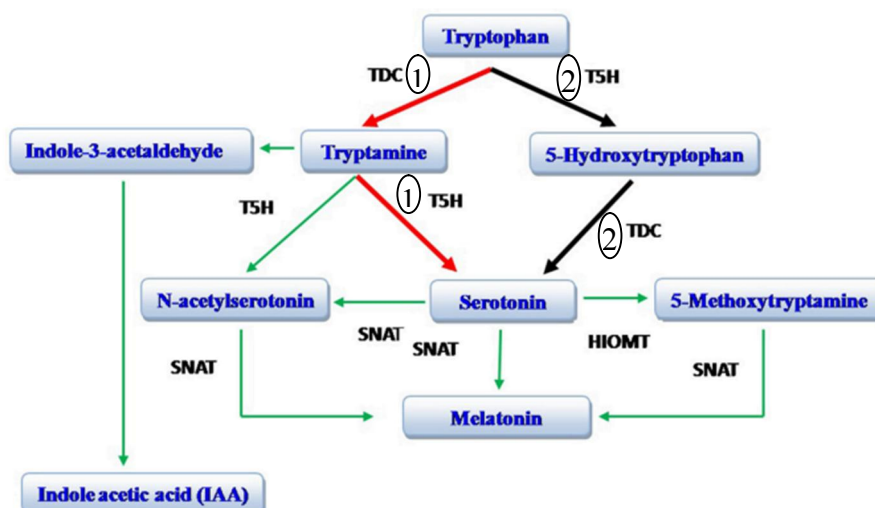 Tryptophan
TDC 1
2 T5H
Indole-3-acetaldehyde
Tryptamine
5-Hydroxytryptophan
T5H
1 T5H
2 TDC
N-acetylserotonin
Serotonin
5-Methoxytryptamine
SNAT
SNAT
HIOMT
SNAT
SNAT
Melatonin
Indole acetic acid (IAA)